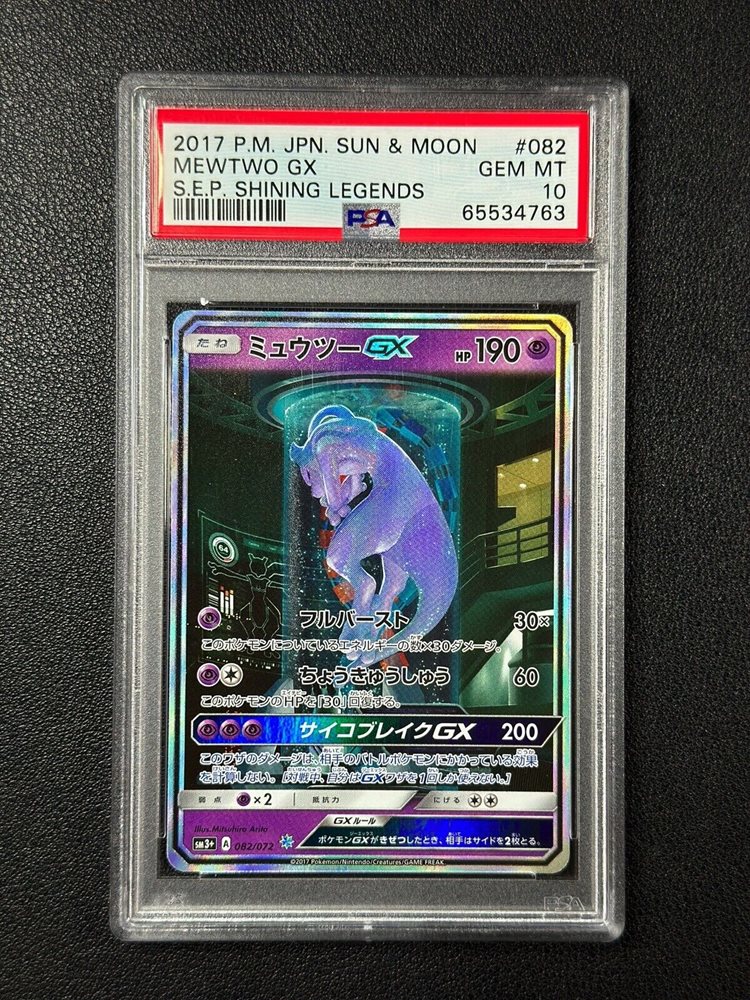 2017 P.M. JPN. SUN & MOON #082
MEWTWO GX GEM MT
S.E.P. SHINING LEGENDS 10
PSA 65534763
たね ミュウツーGX HP 190
64
フルバースト 30×
このポケモンについているエネルギーの数×30ダメージ。
ちょうきゅうしゅう 60
このポケモンのHPを「30」回復する。
サイコブレイクGX 200
このワザのダメージは、相手のバトルポケモンにかかっている効果
を計算しない。[対戦中、自分はGXワザを1回しか使えない。]
弱点 ×2 抵抗力 にげる
GXルール
Illus.Mitsuhiro Arita
ポケモンGXがきぜつしたとき、相手はサイドを2枚とる。
SM3+ A 082/072
©2017 Pokémon/Nintendo/Creatures/GAME FREAK.
PSA